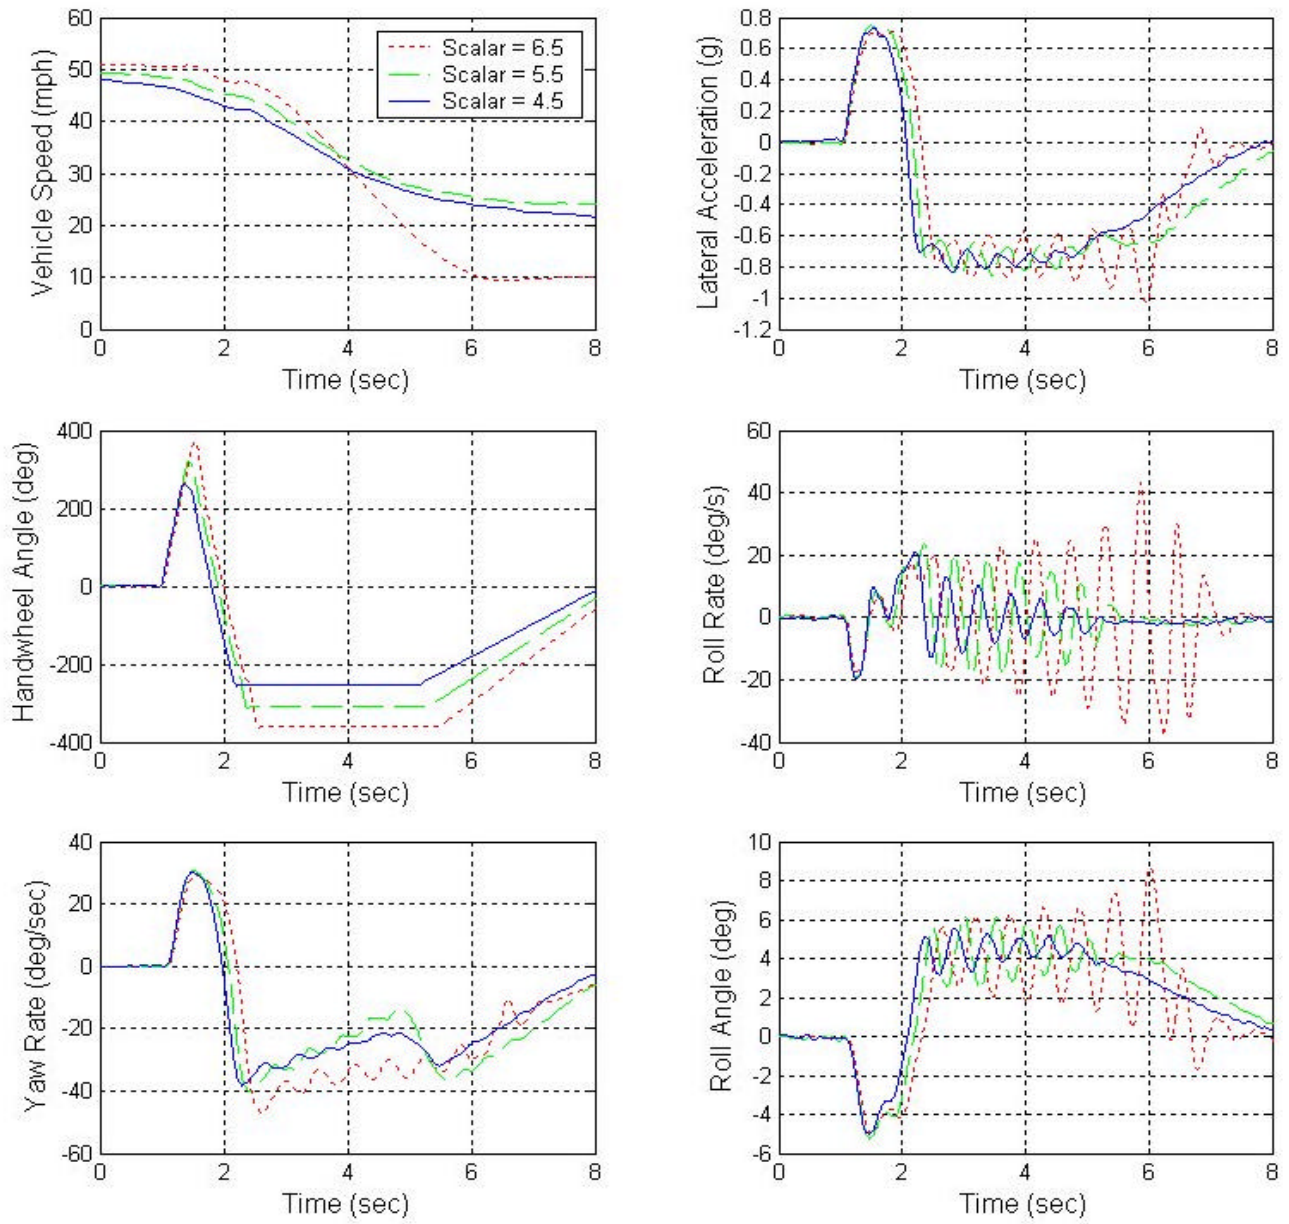 60
50
40
30
20
10
0
Vehicle Speed (mph)
Scalar = 6.5
Scalar = 5.5
Scalar = 4.5
0 2 4 6 8
Time (sec)
0.8
0.6
0.4
0.2
0
-0.2
-0.4
-0.6
-0.8
-1
-1.2
Lateral Acceleration (g)
0 2 4 6 8
Time (sec)
400
200
0
-200
-400
Handwheel Angle (deg)
0 2 4 6 8
Time (sec)
60
40
20
0
-20
-40
Roll Rate (deg/s)
0 2 4 6 8
Time (sec)
40
20
0
-20
-40
-60
Yaw Rate (deg/sec)
0 2 4 6 8
Time (sec)
10
8
6
4
2
0
-2
-4
-6
Roll Angle (deg)
0 2 4 6 8
Time (sec)